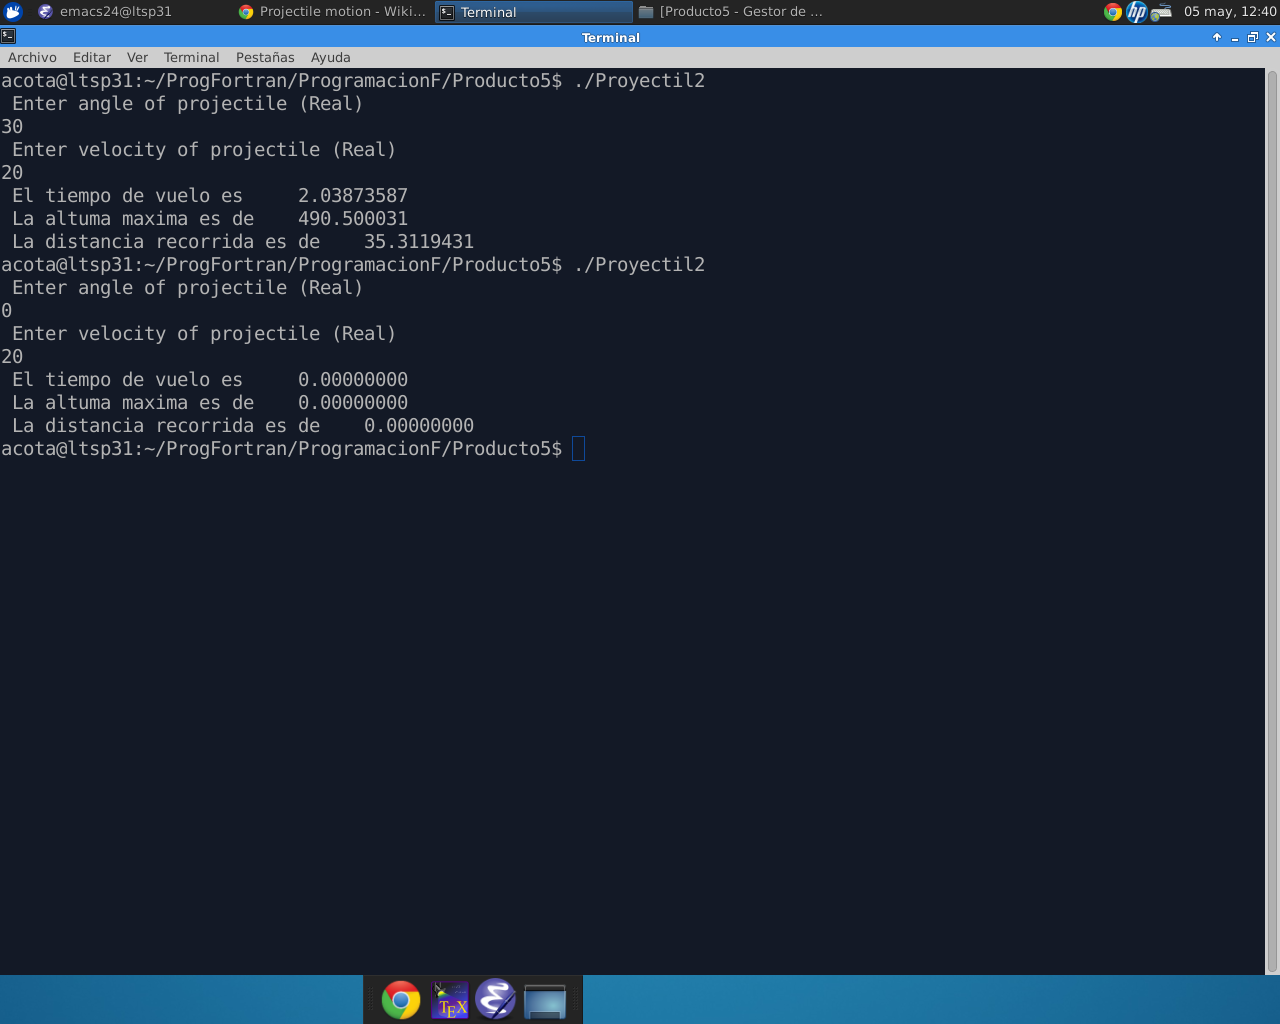 emacs24@ltsp31
Projectile motion - Wiki...
Terminal
[Producto5 - Gestor de ...
hp
05 may, 12:40
Terminal
Archivo Editar Ver Terminal Pestañas Ayuda
acota@ltsp31:~/ProgFortran/ProgramacionF/Producto5$ ./Proyectil2
Enter angle of projectile (Real)
30
Enter velocity of projectile (Real)
20
El tiempo de vuelo es     2.03873587
La altuma maxima es de    490.500031
La distancia recorrida es de    35.3119431
acota@ltsp31:~/ProgFortran/ProgramacionF/Producto5$ ./Proyectil2
Enter angle of projectile (Real)
0
Enter velocity of projectile (Real)
20
El tiempo de vuelo es     0.00000000
La altuma maxima es de    0.00000000
La distancia recorrida es de    0.00000000
acota@ltsp31:~/ProgFortran/ProgramacionF/Producto5$
TEX